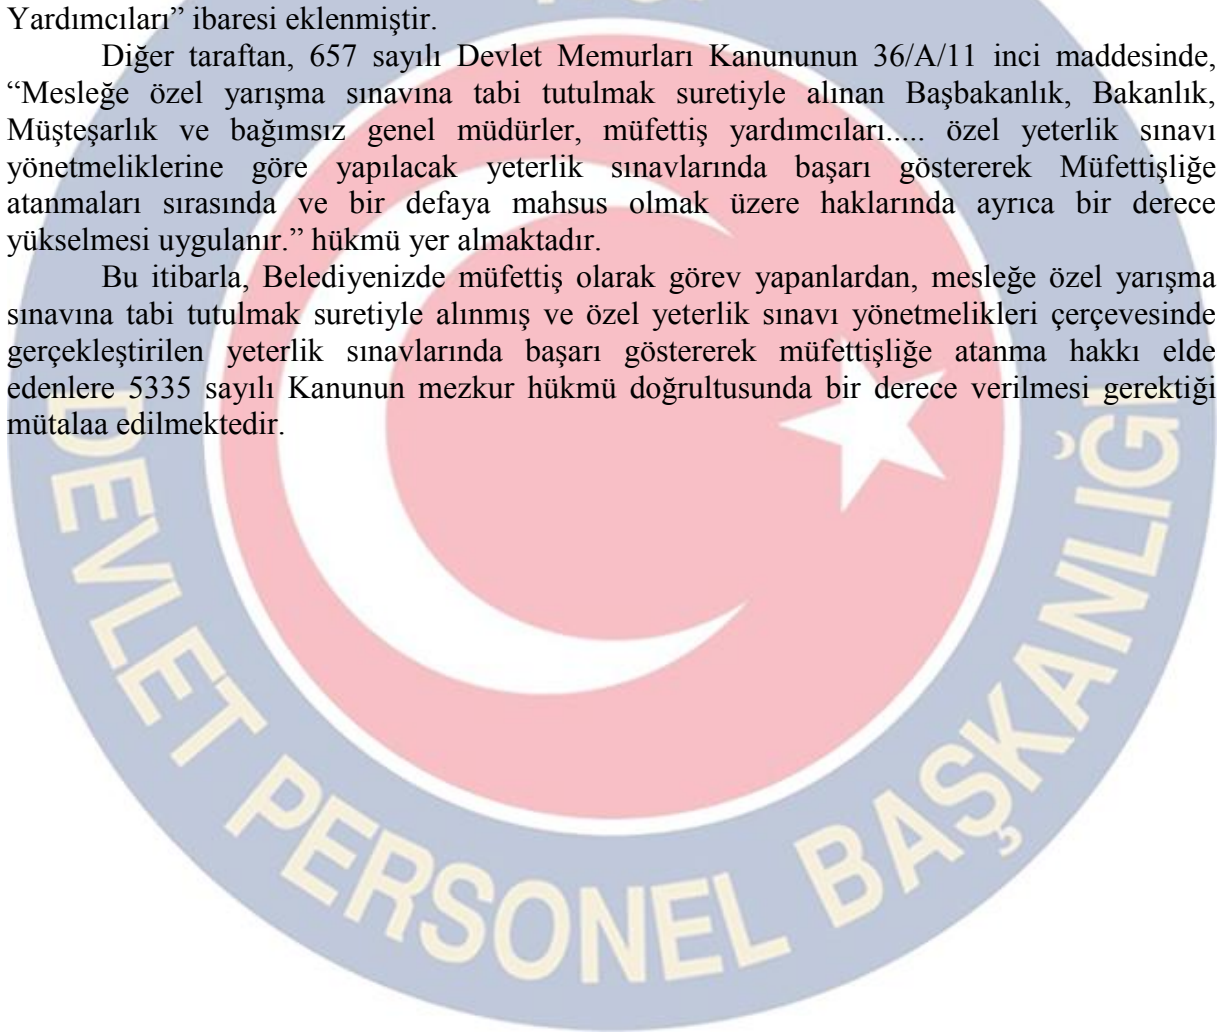 Yardımcıları” ibaresi eklenmiştir.
Diğer taraftan, 657 sayılı Devlet Memurları Kanununun 36/A/11 inci maddesinde,
“Mesleğe özel yarışma sınavına tabi tutulmak suretiyle alınan Başbakanlık, Bakanlık,
Müşteşarlık ve bağımsız genel müdürler, müfettiş yardımcıları..... özel yeterlik sınavı
yönetmeliklerine göre yapılacak yeterlik sınavlarında başarı göstererek Müfettişliğe
atanmaları sırasında ve bir defaya mahsus olmak üzere haklarında ayrıca bir derece
yükselmesi uygulanır.” hükmü yer almaktadır.
Bu itibarla, Belediyenizde müfettiş olarak görev yapanlardan, mesleğe özel yarışma
sınavına tabi tutulmak suretiyle alınmış ve özel yeterlik sınavı yönetmelikleri çerçevesinde
gerçekleştirilen yeterlik sınavlarında başarı göstererek müfettişliğe atanma hakkı elde
edenlere 5335 sayılı Kanunun mezkur hükmü doğrultusunda bir derece verilmesi gerektiği
mütalaa edilmektedir.
DEVLET PERSONEL BAŞKANLIĞI